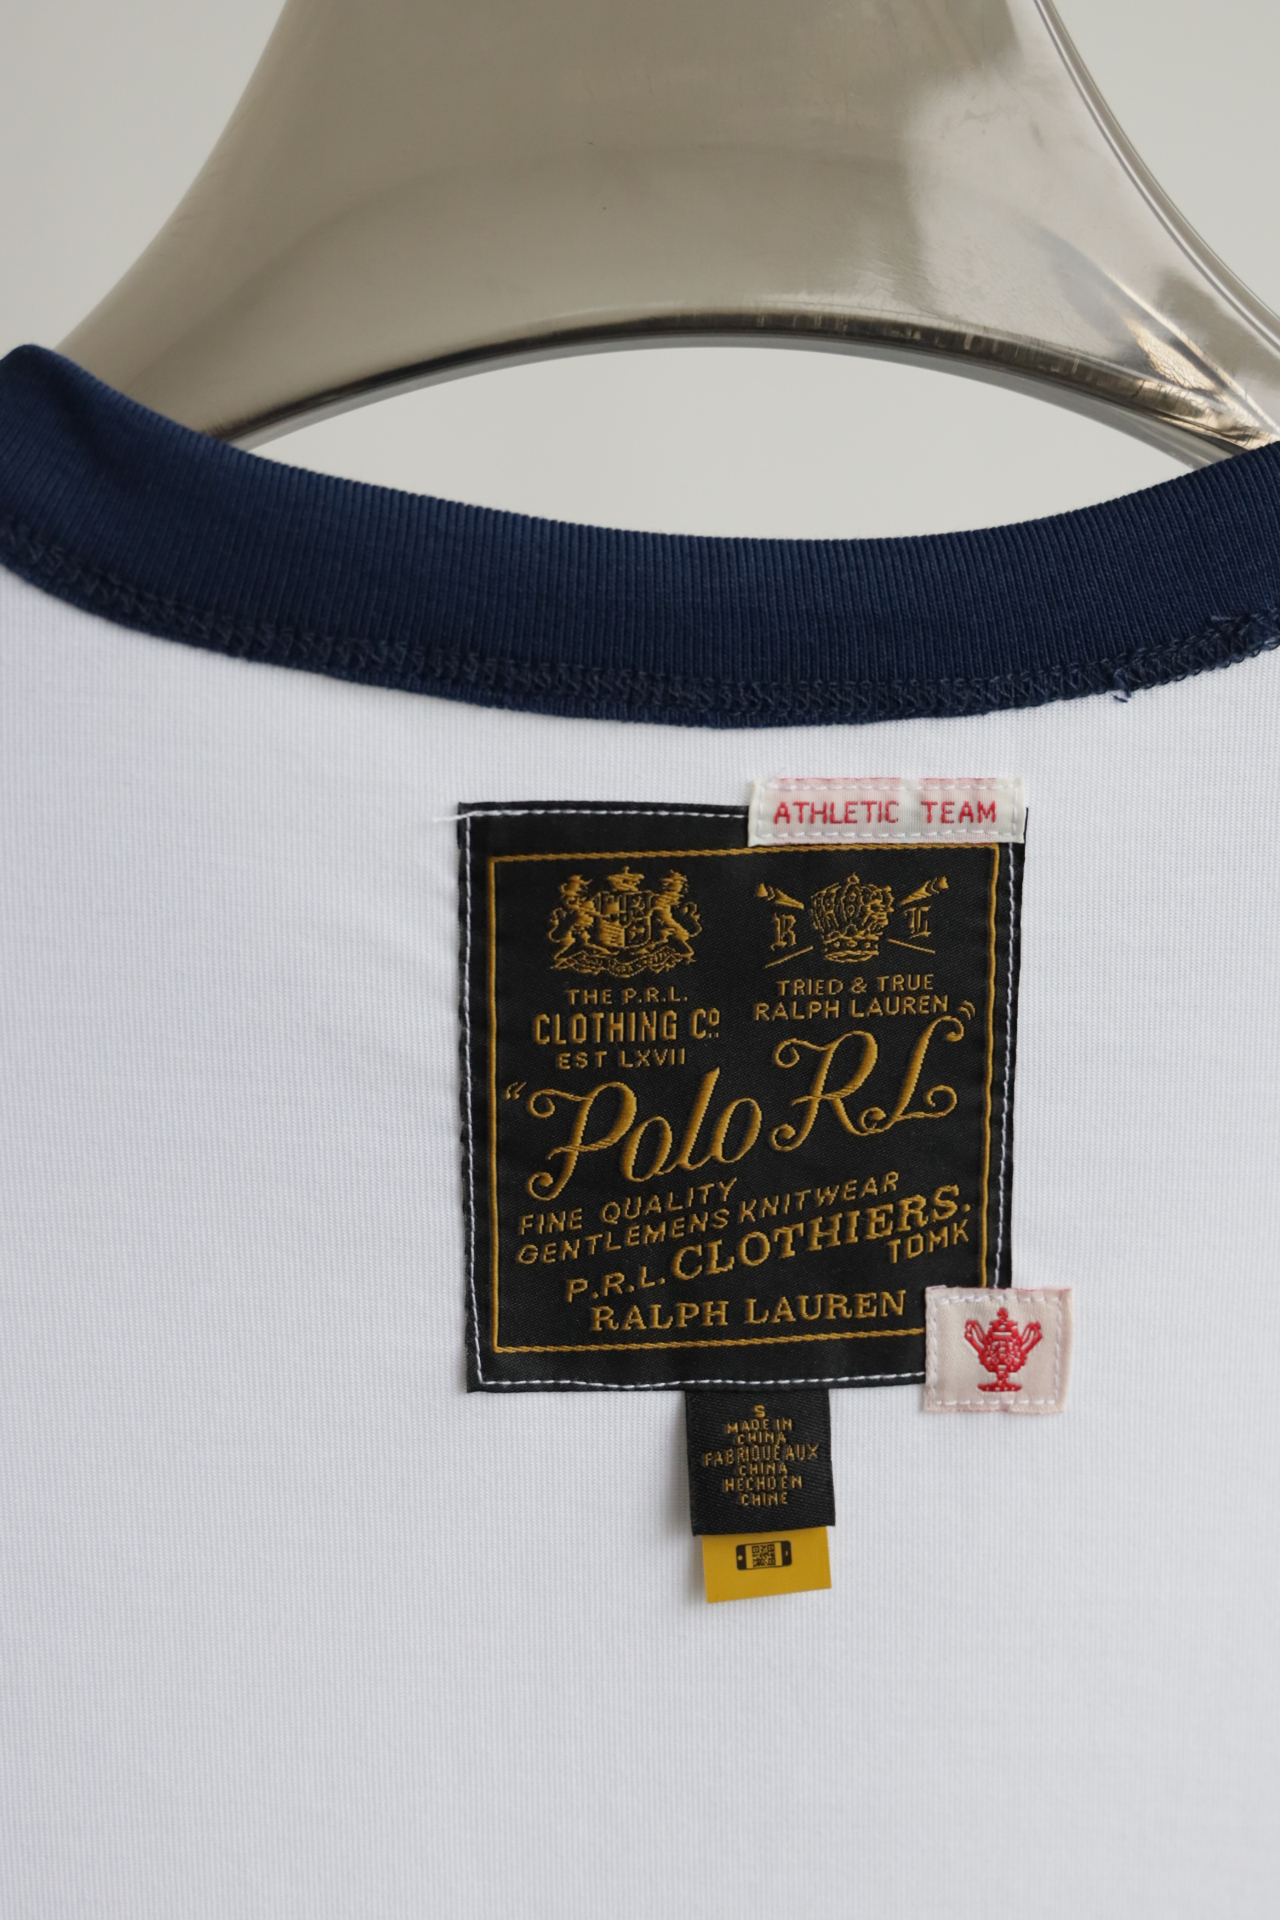 ATHLETIC TEAM
R L
THE P.R.L.
CLOTHING Cº
EST LXVII
TRIED & TRUE
RALPH LAUREN
“Polo RL”
FINE QUALITY
GENTLEMENS KNITWEAR
P.R.L. CLOTHIERS.
TDMK
RALPH LAUREN
S
MADE IN
CHINA
FABRIQUE AUX
CHINA
HECHO EN
CHINE